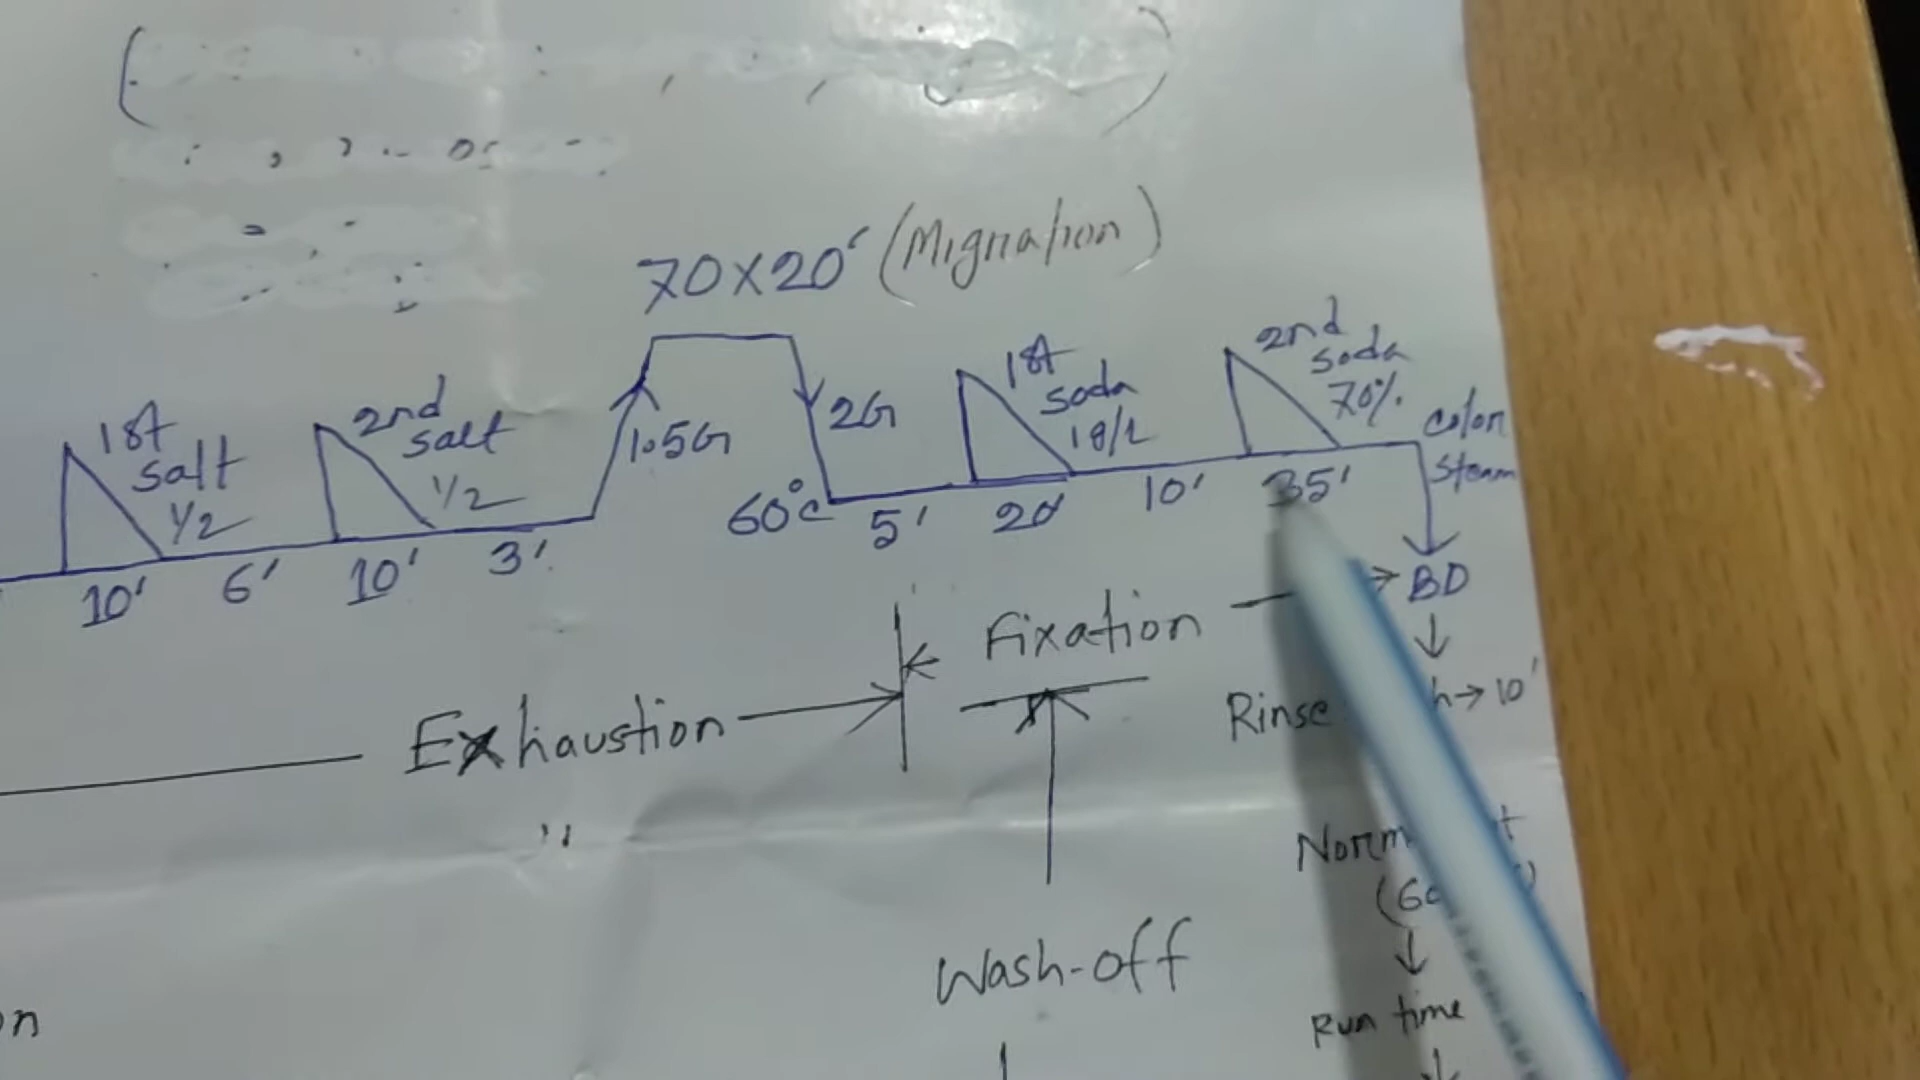 70X20′ (Migration)
1st
salt
1/2
2nd
salt
1/2
1.5G
2G
1st
soda
1g/L
2nd
soda
70%
color
steam
60°c
10′
6′
10′
3′
5′
20′
10′
35′
BD
Fixation
Exhaustion
Rinse
→ 10′
Wash-off
Run time